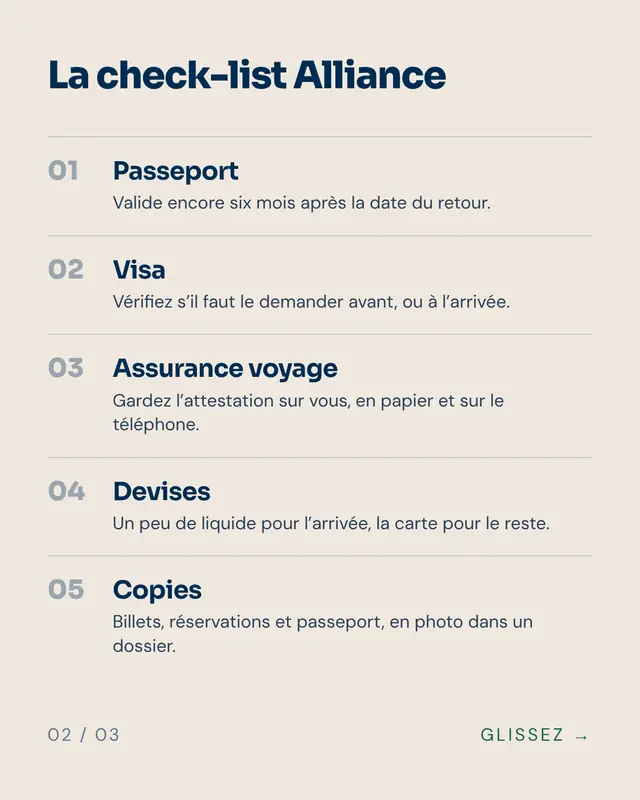 La check-list Alliance
01 Passeport
Valide encore six mois après la date du retour.
02 Visa
Vérifiez s’il faut le demander avant, ou à l’arrivée.
03 Assurance voyage
Gardez l’attestation sur vous, en papier et sur le
téléphone.
04 Devises
Un peu de liquide pour l’arrivée, la carte pour le reste.
05 Copies
Billets, réservations et passeport, en photo dans un
dossier.
02 / 03 GLISSEZ →